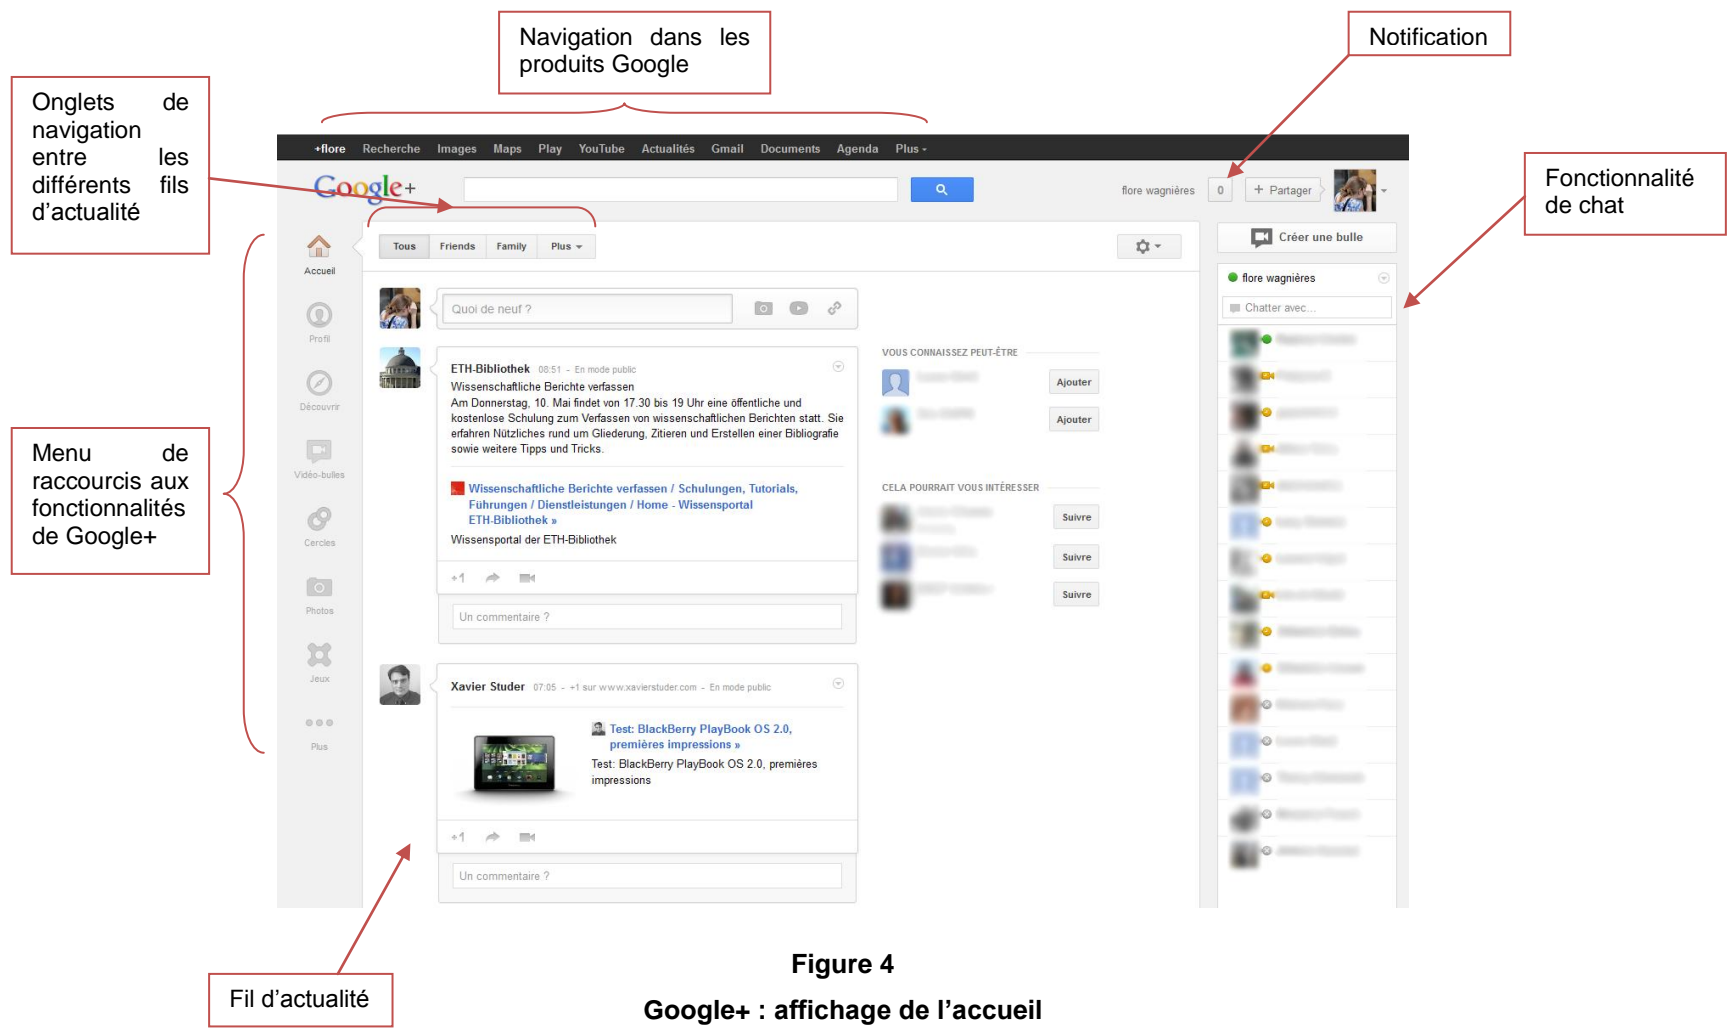 Navigation dans les
produits Google
Notification
Onglets de
navigation
entre les
différents fils
d'actualité
Fonctionnalité
de chat
Menu de
raccourcis aux
fonctionnalités
de Google+
Fil d'actualité
+flore Recherche Images Maps Play YouTube Actualités Gmail Documents Agenda Plus
Google+
flore wagnières 0 + Partager
Accueil
Profil
Découvrir
Vidéo-bulles
Cercles
Photos
Jeux
Plus
Tous Friends Family Plus
Quoi de neuf ?
ETH-Bibliothek 08:51 - En mode public
Wissenschaftliche Berichte verfassen
Am Donnerstag, 10. Mai findet von 17.30 bis 19 Uhr eine öffentliche und
kostenlose Schulung zum Verfassen von wissenschaftlichen Berichten statt. Sie
erfahren Nützliches rund um Gliederung, Zitieren und Erstellen einer Bibliografie
sowie weitere Tipps und Tricks.
Wissenschaftliche Berichte verfassen / Schulungen, Tutorials,
Führungen / Dienstleistungen / Home - Wissensportal
ETH-Bibliothek »
Wissensportal der ETH-Bibliothek
+1
Un commentaire ?
Xavier Studer 07:05 - +1 sur www.xavierstuder.com - En mode public
Test: BlackBerry PlayBook OS 2.0,
premières impressions »
Test: BlackBerry PlayBook OS 2.0, premières
impressions
+1
Un commentaire ?
VOUS CONNAISSEZ PEUT-ÊTRE
Ajouter
Ajouter
CELA POURRAIT VOUS INTÉRESSER
Suivre
Suivre
Suivre
Créer une bulle
flore wagnières
Chatter avec...
Figure 4
Google+ : affichage de l'accueil